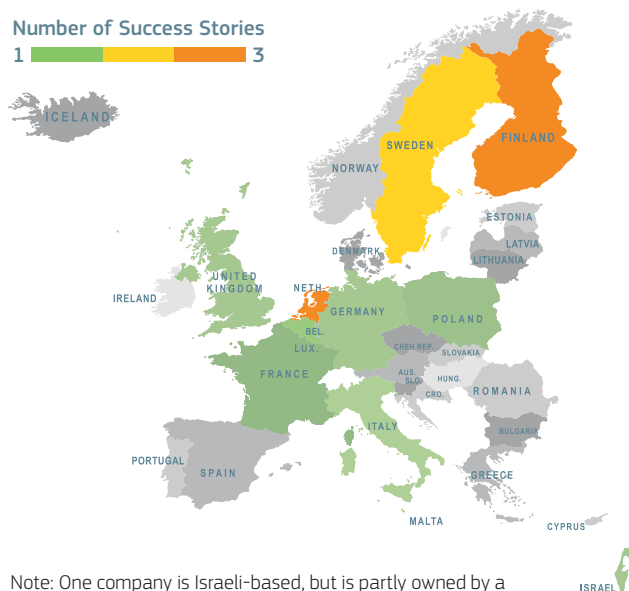 Number of Success Stories
1 3
ICELAND
FINLAND
SWEDEN
NORWAY
ESTONIA
LATVIA
DENMARK
LITHUANIA
UNITED
KINGDOM
NETH.
IRELAND
GERMANY
POLAND
BEL.
LUX.
CHEH REP.
SLOVAKIA
FRANCE
AUS.
SLO.
HUNG.
ROMANIA
CRO.
ITALY
BULGARIA
PORTUGAL
SPAIN
GREECE
MALTA
CYPRUS
Note: One company is Israeli-based, but is partly owned by a
ISRAEL